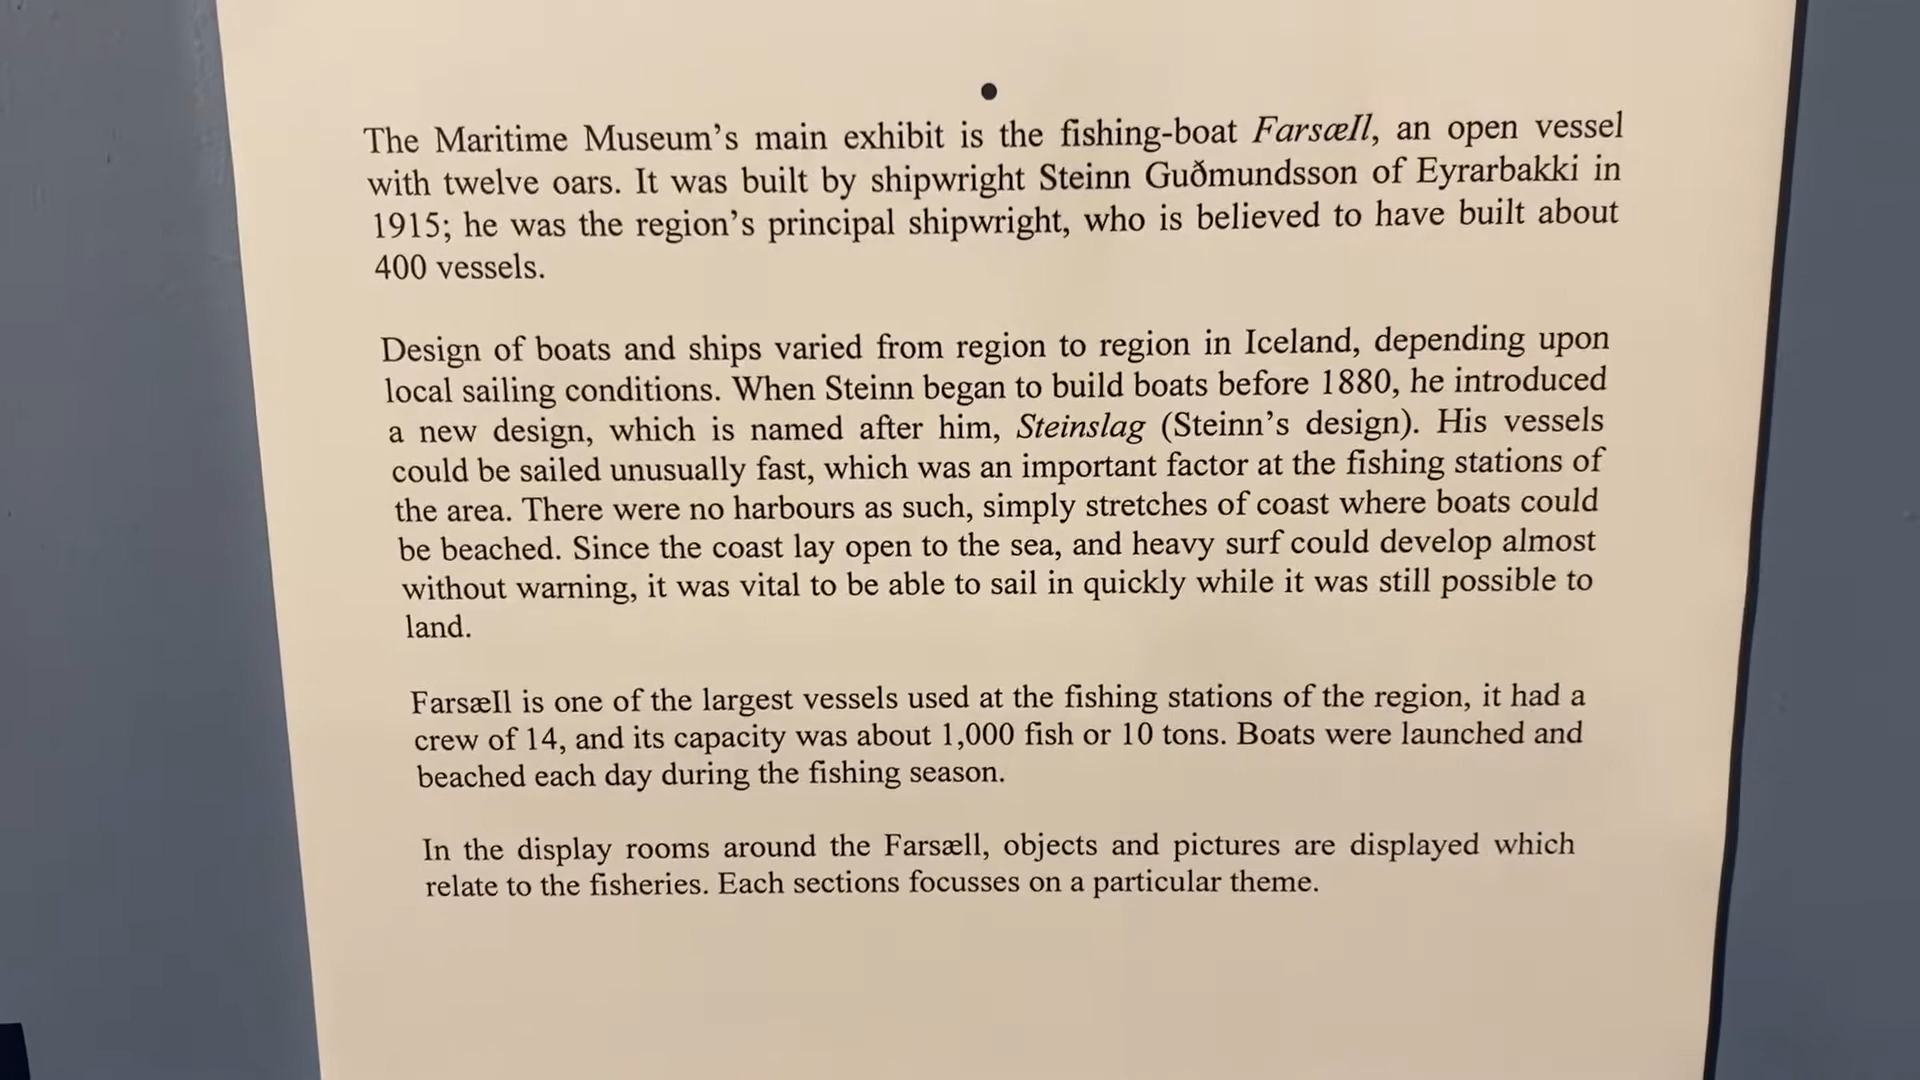 The Maritime Museum's main exhibit is the fishing-boat Farsæll, an open vessel
with twelve oars. It was built by shipwright Steinn Guðmundsson of Eyrarbakki in
1915; he was the region's principal shipwright, who is believed to have built about
400 vessels.
Design of boats and ships varied from region to region in Iceland, depending upon
local sailing conditions. When Steinn began to build boats before 1880, he introduced
a new design, which is named after him, Steinslag (Steinn's design). His vessels
could be sailed unusually fast, which was an important factor at the fishing stations of
the area. There were no harbours as such, simply stretches of coast where boats could
be beached. Since the coast lay open to the sea, and heavy surf could develop almost
without warning, it was vital to be able to sail in quickly while it was still possible to
land.
Farsæll is one of the largest vessels used at the fishing stations of the region, it had a
crew of 14, and its capacity was about 1,000 fish or 10 tons. Boats were launched and
beached each day during the fishing season.
In the display rooms around the Farsæll, objects and pictures are displayed which
relate to the fisheries. Each sections focusses on a particular theme.